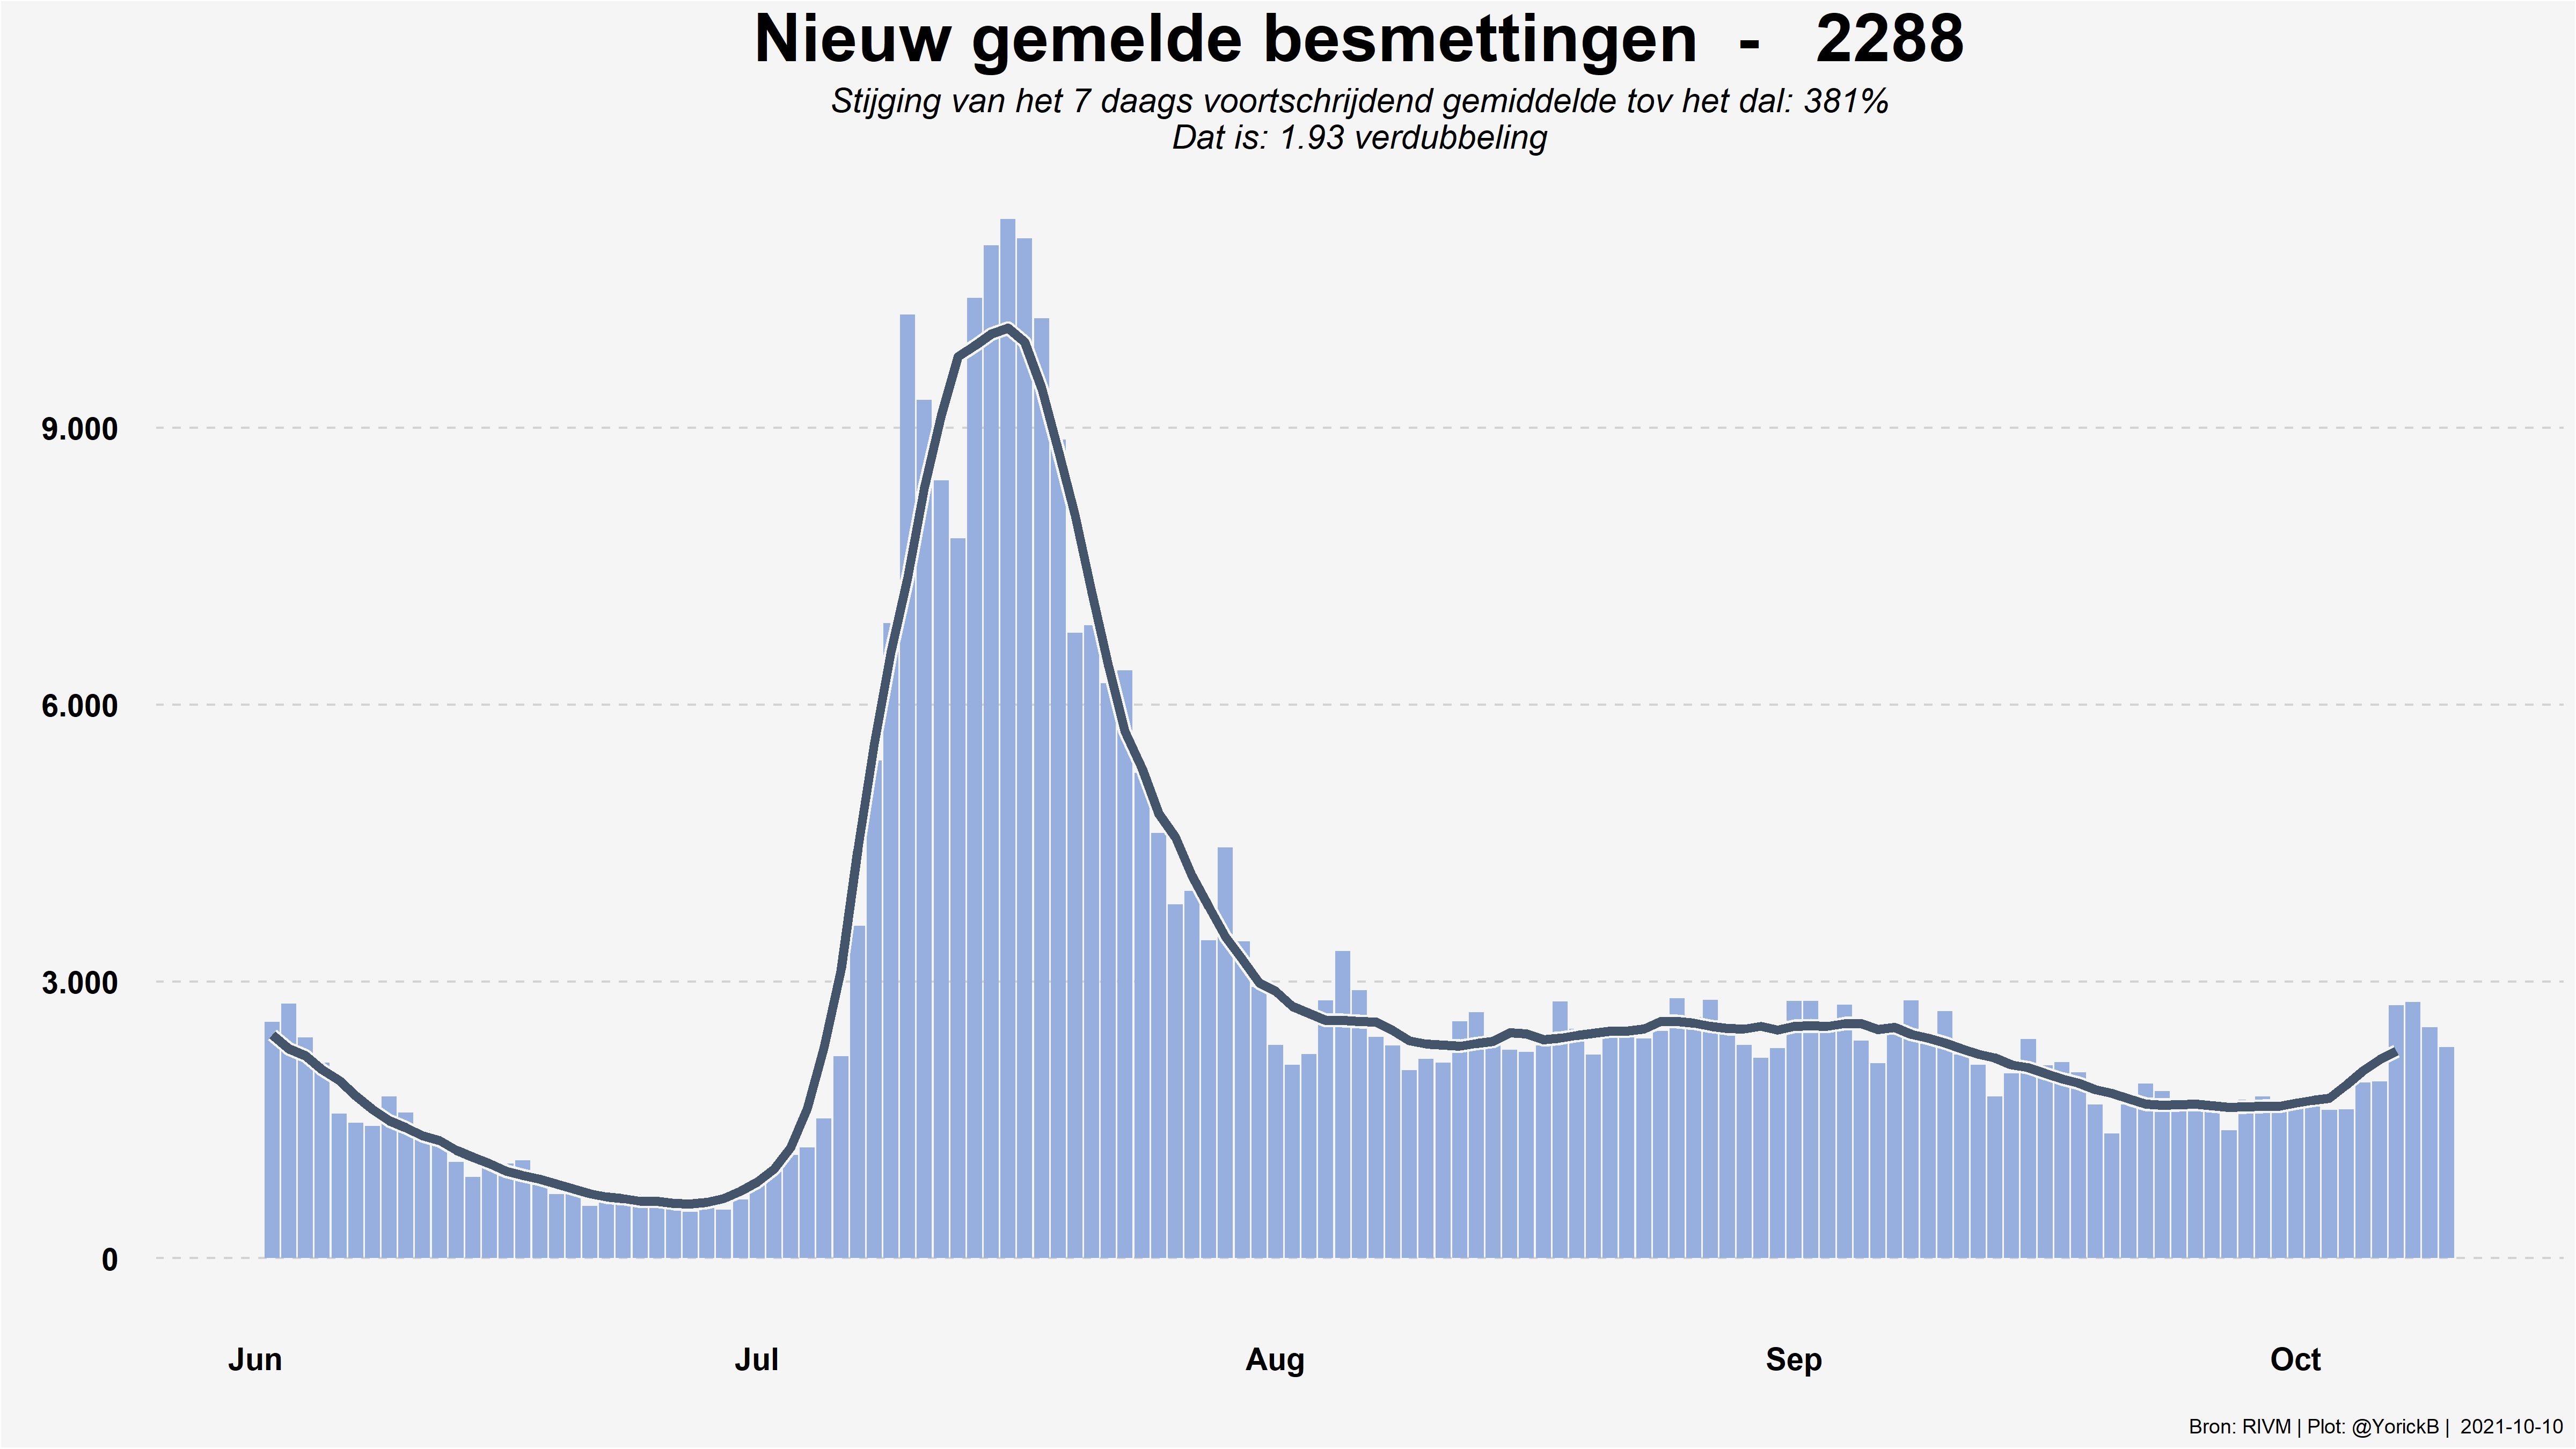 Nieuw gemelde besmettingen - 2288
Stijging van het 7 daags voortschrijdend gemiddelde tov het dal: 381%
Dat is: 1.93 verdubbeling
9.000
6.000
3.000
0
Jun Jul Aug Sep Oct
Bron: RIVM | Plot: @YorickB | 2021-10-10